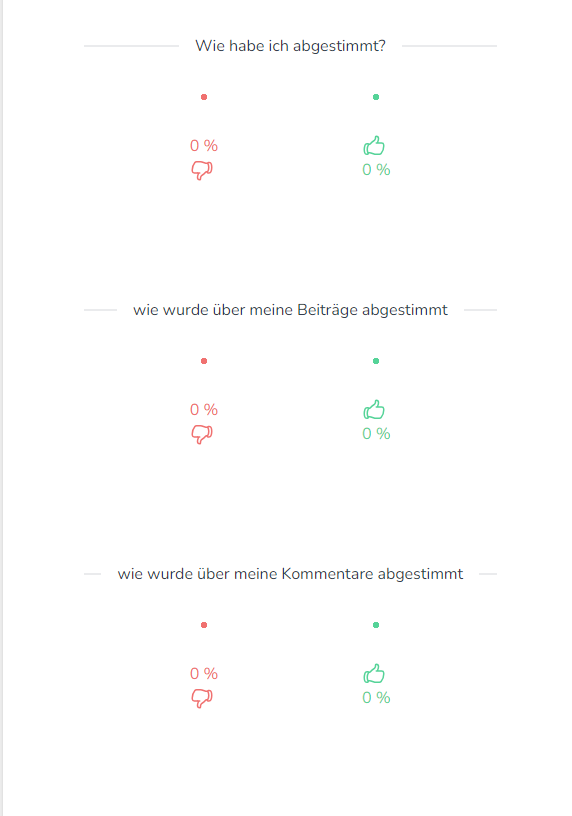 Wie habe ich abgestimmt?
0 %
0 %
wie wurde über meine Beiträge abgestimmt
0 %
0 %
wie wurde über meine Kommentare abgestimmt
0 %
0 %